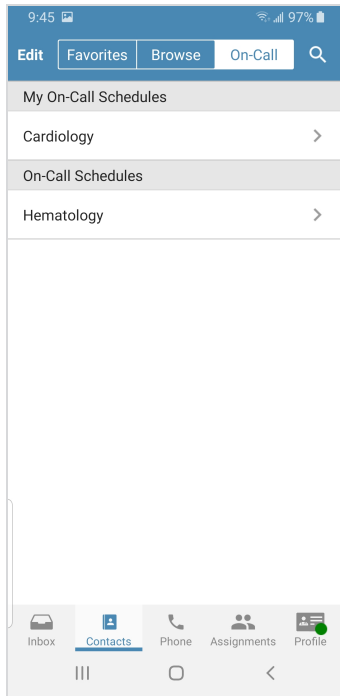 9:45 97%
Edit Favorites Browse On-Call
My On-Call Schedules
Cardiology
On-Call Schedules
Hematology
Inbox Contacts Phone Assignments Profile